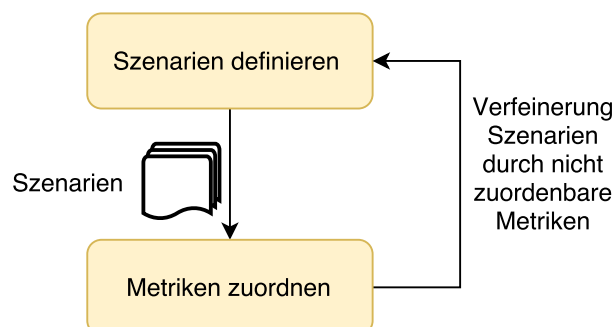 Szenarien definieren
Verfeinerung
Szenarien
durch nicht
zuordenbare
Metriken
Szenarien
Metriken zuordnen